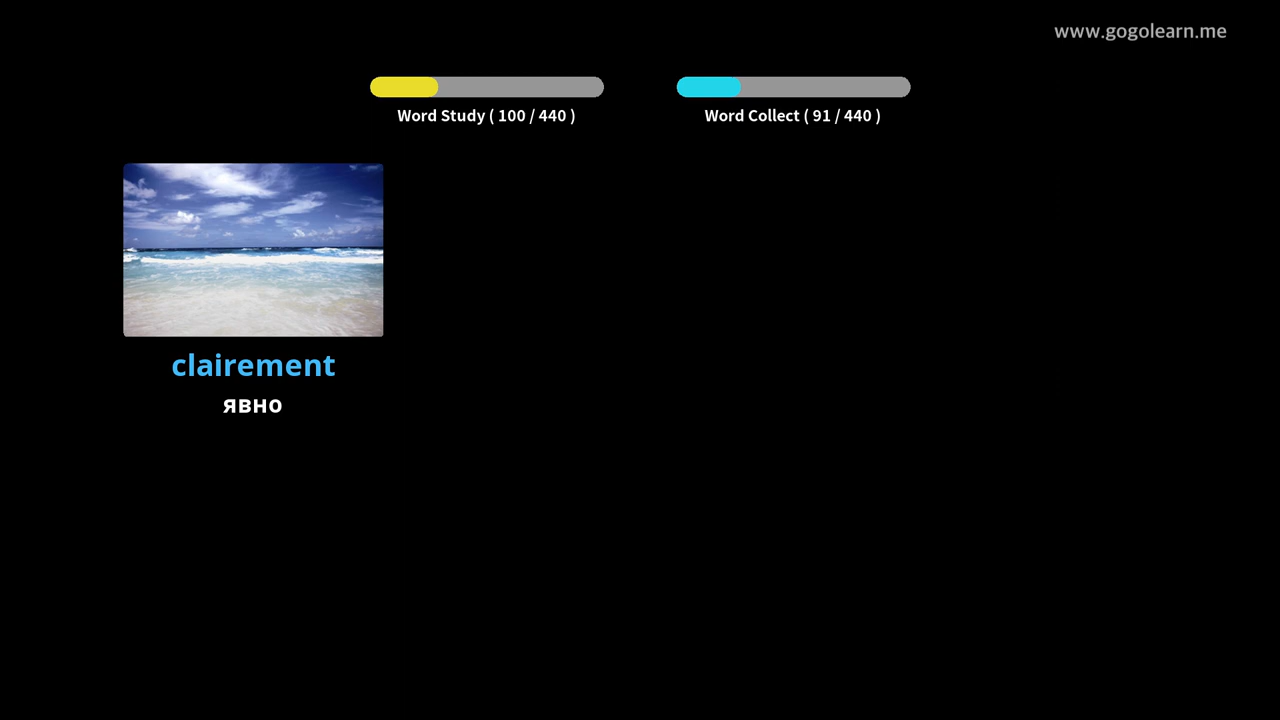 www.gogolearn.me
Word Study ( 100 / 440 )
Word Collect ( 91 / 440 )
clairement
явно